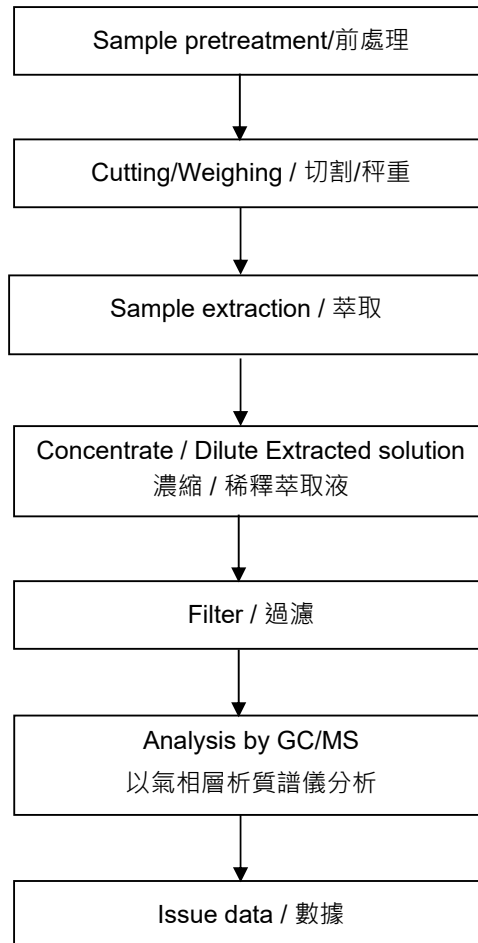 Sample pretreatment/前處理
Cutting/Weighing / 切割/秤重
Sample extraction / 萃取
Concentrate / Dilute Extracted solution
濃縮 / 稀釋萃取液
Filter / 過濾
Analysis by GC/MS
以氣相層析質譜儀分析
Issue data / 數據